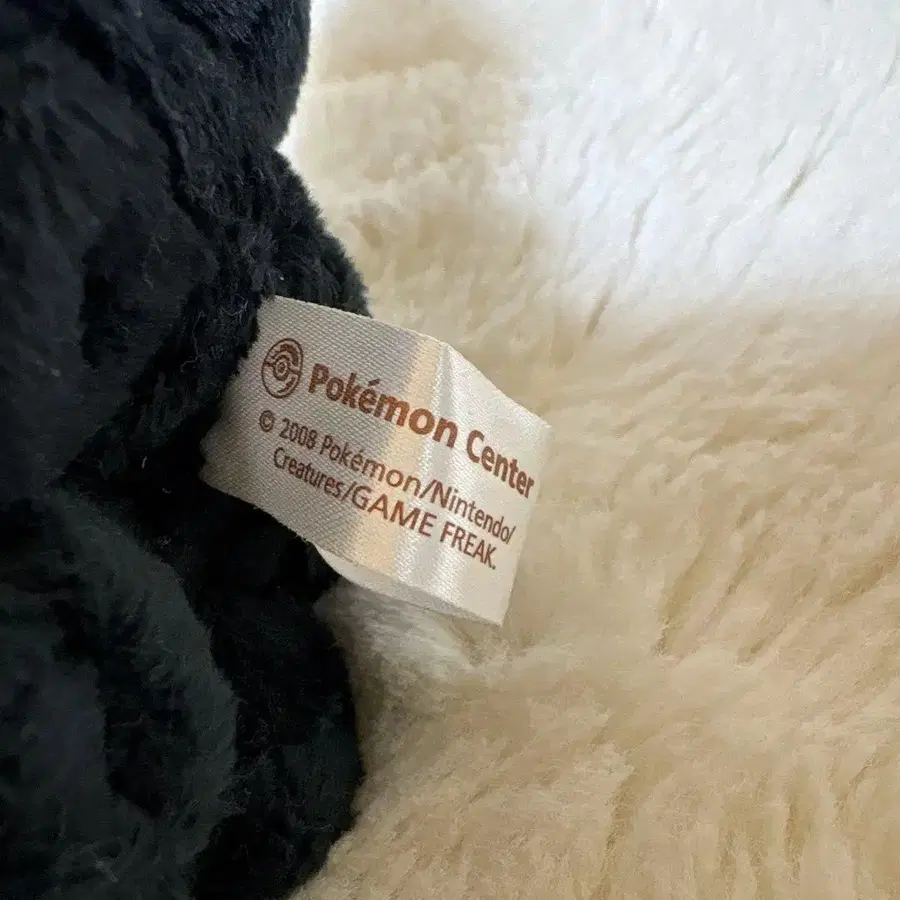 Pokémon Center
© 2008 Pokémon/Nintendo/
Creatures/GAME FREAK.